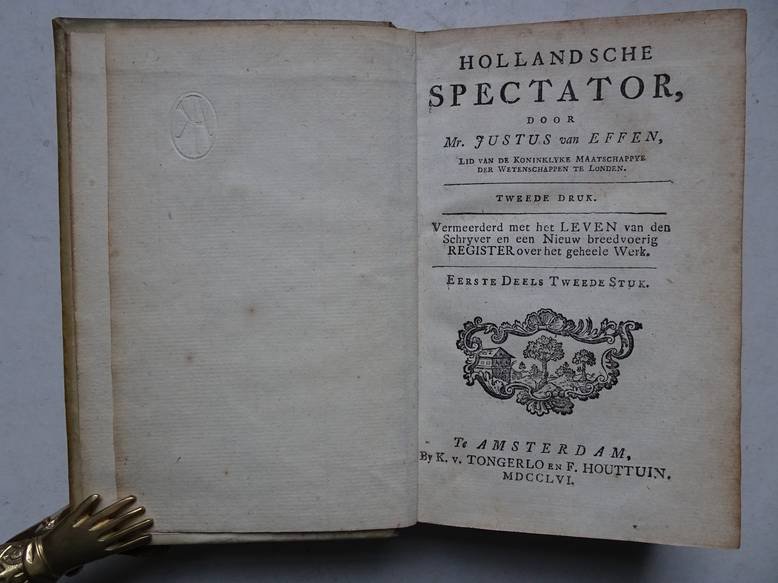 HOLLANDSCHE
SPECTATOR,
DOOR
Mr. JUSTUS van EFFEN,
LID VAN DE KONINKLYKE MAATSCHAPPYE
DER WETENSCHAPPEN TE LONDEN.
TWEEDE DRUK.
Vermeerderd met het LEVEN van den
Schryver en een Nieuw breedvoerig
REGISTER over het geheele Werk.
EERSTE DEELS TWEEDE STUK.
Te AMSTERDAM,
By K. v. TONGERLO EN F. HOUTTUIN.
MDCCLVI.